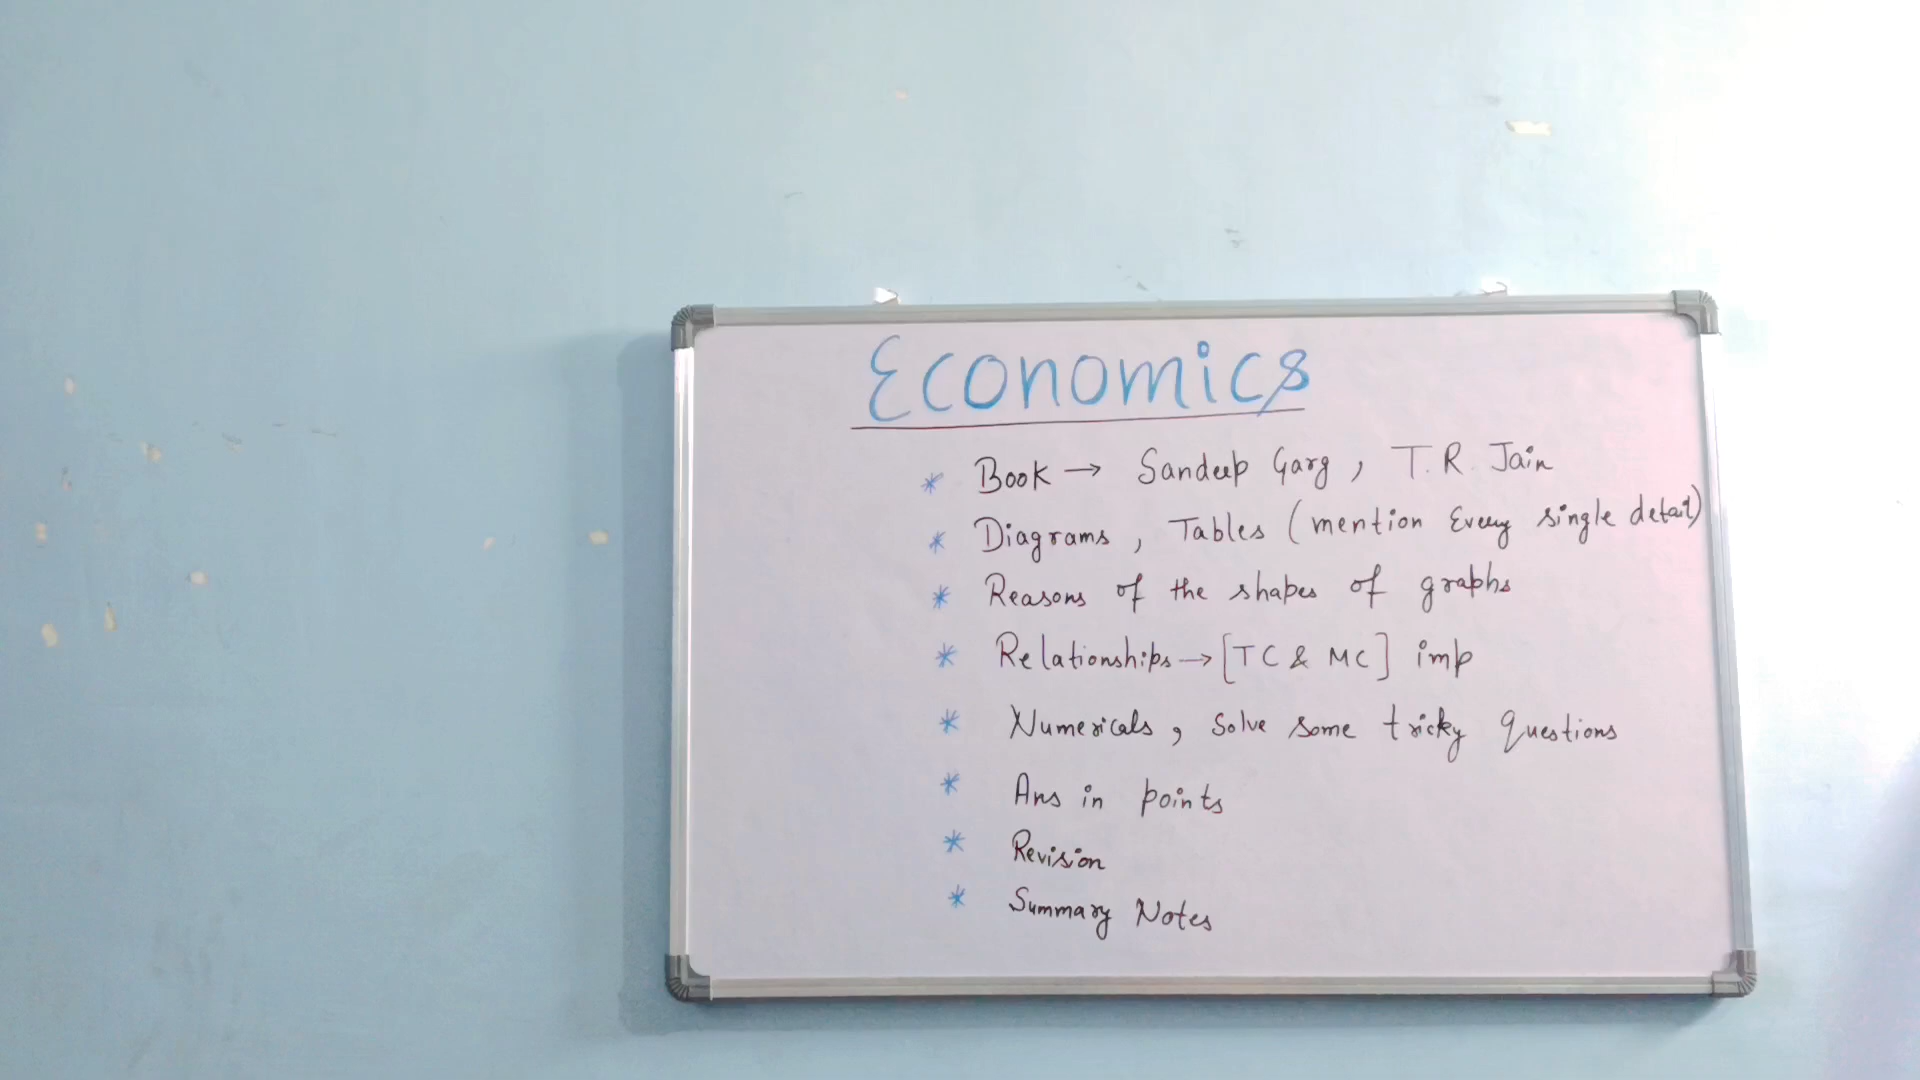 Economics
* Book → Sandeep Garg, T.R. Jain
* Diagrams, Tables (mention Every single detail)
* Reasons of the shapes of graphs
* Relationships → [TC & MC] imp
* Numericals, Solve some tricky questions
* Ans in points
* Revision
* Summary Notes